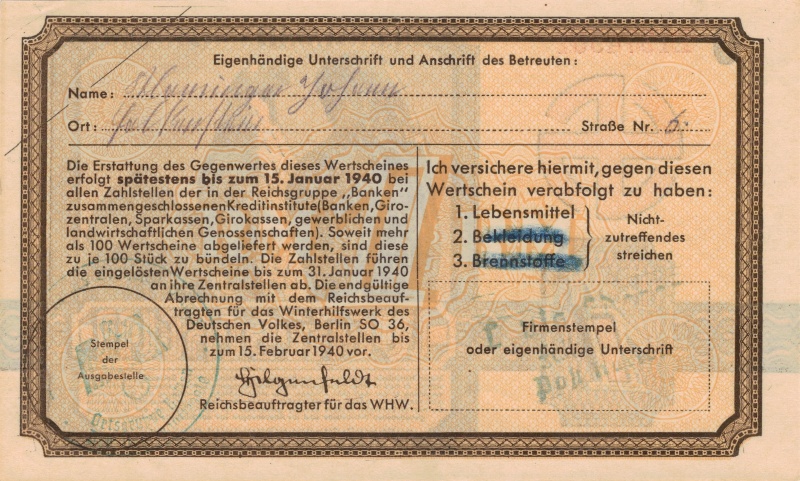 Eigenhändige Unterschrift und Anschrift des Betreuten:
Name: Johann
Ort: Straße Nr. 6.
Die Erstattung des Gegenwertes dieses Wertscheines
erfolgt spätestens bis zum 15. Januar 1940 bei
allen Zahlstellen der in der Reichsgruppe „Banken"
zusammengeschlossenen Kreditinstitute (Banken, Giro-
zentralen, Sparkassen, Girokassen, gewerblichen und
landwirtschaftlichen Genossenschaften). Soweit mehr
als 100 Wertscheine abgeliefert werden, sind diese
zu je 100 Stück zu bündeln. Die Zahlstellen führen
die eingelösten Wertscheine bis zum 31. Januar 1940
an ihre Zentralstellen ab. Die endgültige
Abrechnung mit dem Reichsbeauf-
tragten für das Winterhilfswerk des
Deutschen Volkes, Berlin SO 36,
nehmen die Zentralstellen bis
zum 15. Februar 1940 vor.
Hilgenfeldt
Reichsbeauftragter für das WHW.
Stempel
der
Ausgabestelle
Ich versichere hiermit, gegen diesen
Wertschein verabfolgt zu haben:
1. Lebensmittel
2. Bekleidung
3. Brennstoffe
Nicht-
zutreffendes
streichen
Firmenstempel
oder eigenhändige Unterschrift